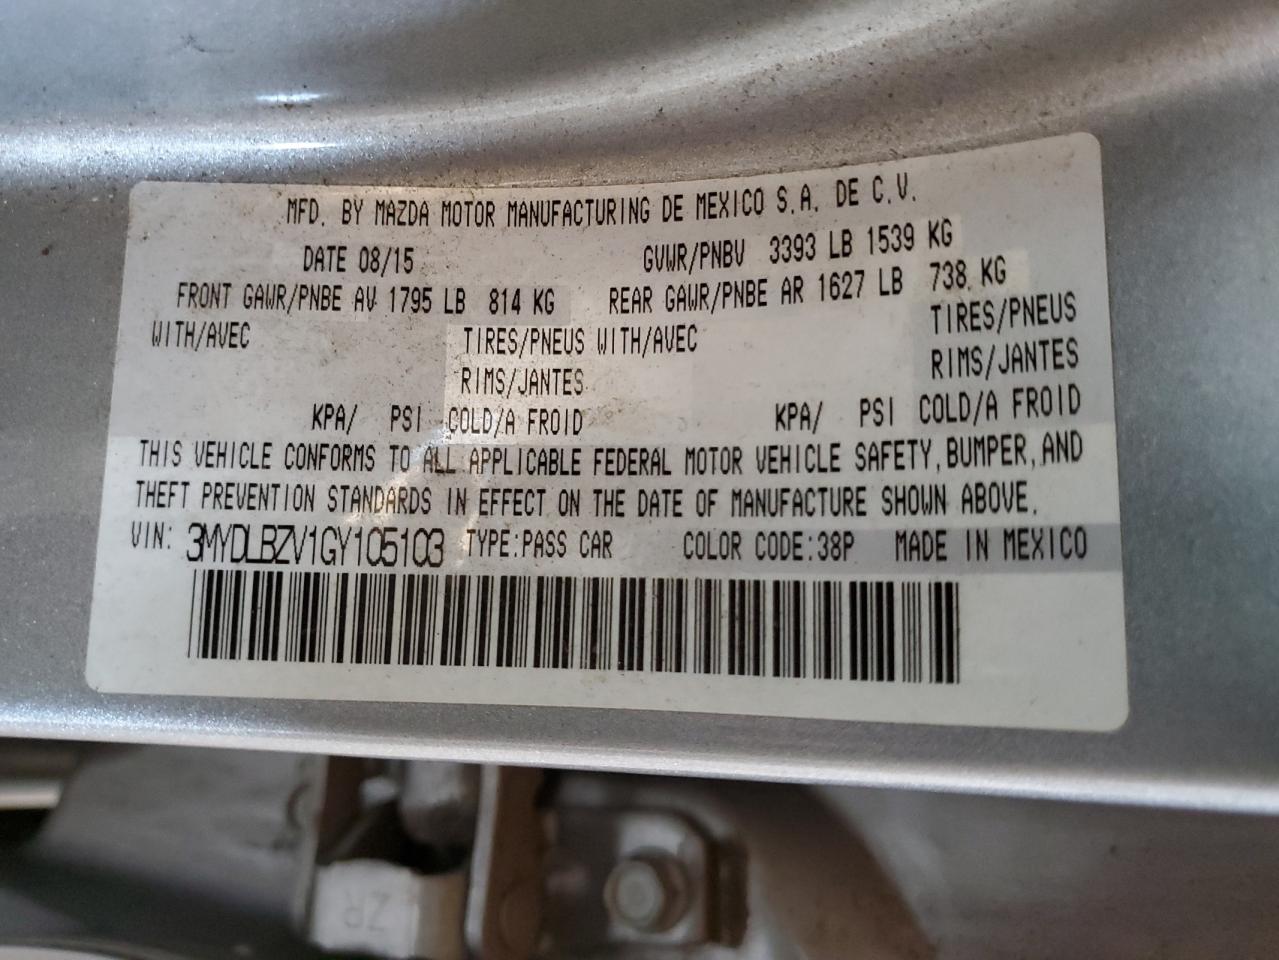 MFD. BY MAZDA MOTOR MANUFACTURING DE MEXICO S.A. DE C.V.
DATE 08/15 GVWR/PNBV 3393 LB 1539 KG
FRONT GAWR/PNBE AV 1795 LB 814 KG REAR GAWR/PNBE AR 1627 LB 738 KG
WITH/AVEC TIRES/PNEUS WITH/AVEC TIRES/PNEUS
RIMS/JANTES RIMS/JANTES
KPA/ PSI COLD/A FROID KPA/ PSI COLD/A FROID
THIS VEHICLE CONFORMS TO ALL APPLICABLE FEDERAL MOTOR VEHICLE SAFETY, BUMPER, AND
THEFT PREVENTION STANDARDS IN EFFECT ON THE DATE OF MANUFACTURE SHOWN ABOVE.
VIN: 3MYDLBZV1GY105103 TYPE:PASS CAR COLOR CODE:38P MADE IN MEXICO
ZR